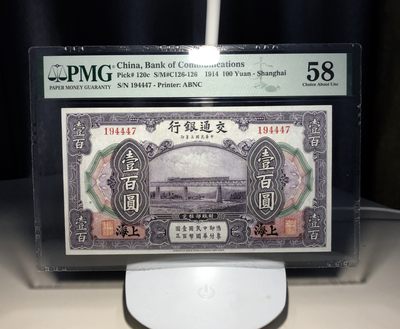 PMG
PAPER MONEY GUARANTY
China, Bank of Communications
Pick# 120c S/M#C126-126 1914 100 Yuan - Shanghai
S/N 194447 - Printer: ABNC
58
Choice About Unc
壹百 行銀通交 壹百
194447 194447
壹百圓 壹百圓
上海 上海
壹百 壹百